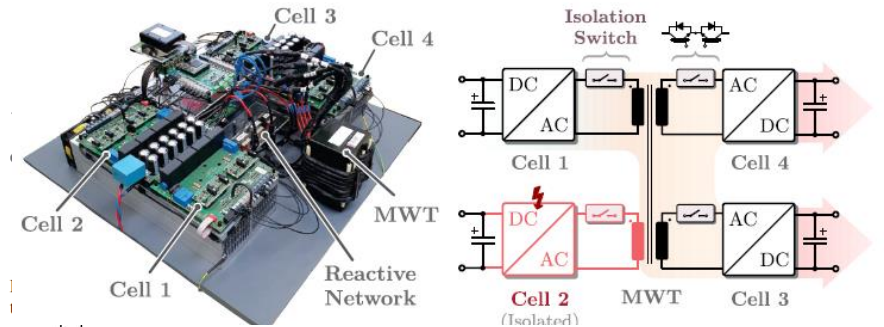 Cell 3
Cell 4
Cell 2
Cell 1
Reactive
Network
MWT
Isolation
Switch
+
DC
AC
Cell 1
AC
DC
+
Cell 4
+
DC
AC
Cell 2
(Isolated)
MWT
AC
DC
+
Cell 3